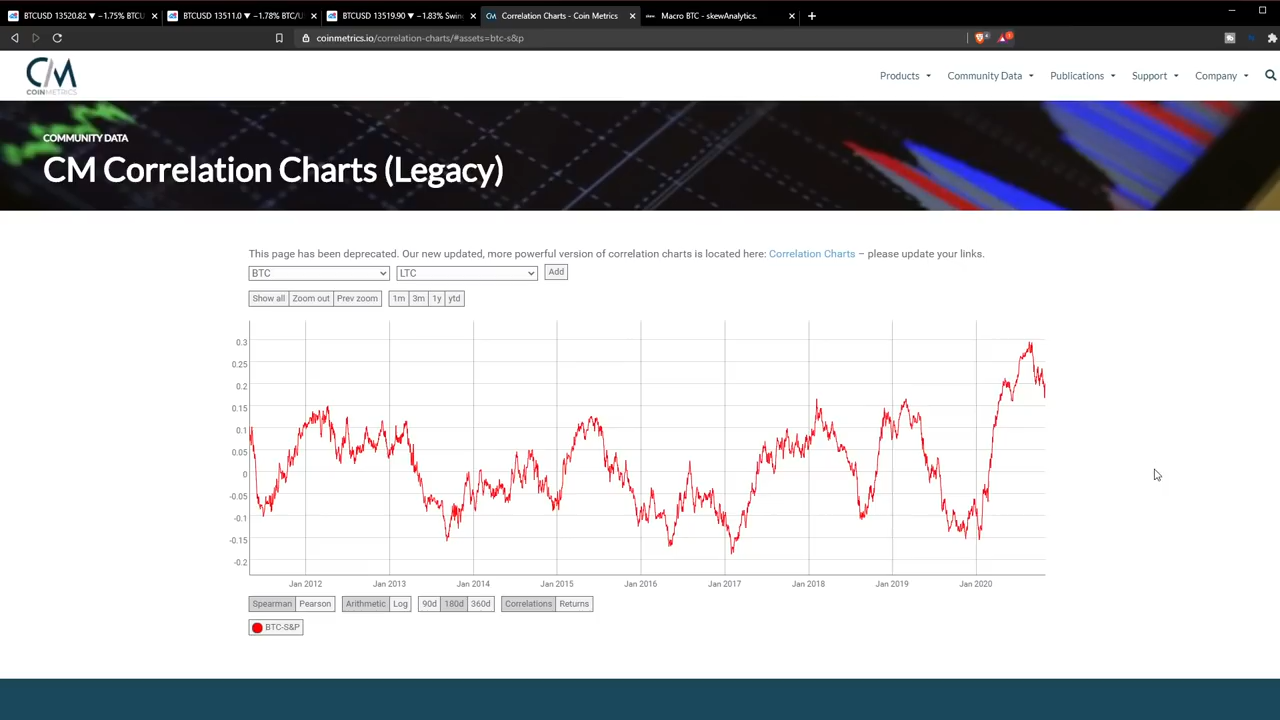 BTCUSD 13520.82 ▼ −1.75% BTCU:
BTCUSD 13511.0 ▼ −1.78% BTC/U
BTCUSD 13519.90 ▼ −1.83% Swin
CM Correlation Charts - Coin Metrics
skew. Macro BTC - skewAnalytics.
coinmetrics.io/correlation-charts/#assets=btc-s&p
CM
COINMETRICS
Products Community Data Publications Support Company
COMMUNITY DATA
CM Correlation Charts (Legacy)
This page has been deprecated. Our new updated, more powerful version of correlation charts is located here: Correlation Charts – please update your links.
BTC LTC Add
Show all Zoom out Prev zoom 1m 3m 1y ytd
0.3
0.25
0.2
0.15
0.1
0.05
0
-0.05
-0.1
-0.15
-0.2
Jan 2012 Jan 2013 Jan 2014 Jan 2015 Jan 2016 Jan 2017 Jan 2018 Jan 2019 Jan 2020
Spearman Pearson Arithmetic Log 90d 180d 360d Correlations Returns
BTC-S&P